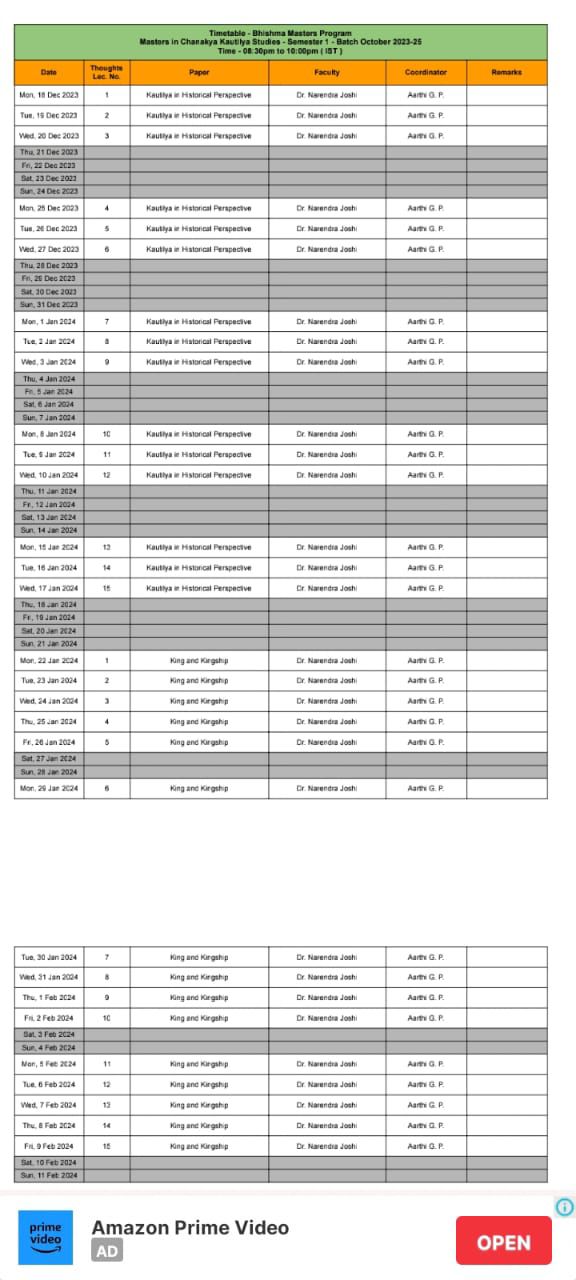 Timetable - Bhishma Masters Program
Masters in Chanakya Kautilya Studies - Semester 1 - Batch October 2023-25
Time - 08:30pm to 10:00pm ( IST )
Date Thoughts Lec. No. Paper Faculty Coordinator Remarks
Mon, 18 Dec 2023 1 Kautilya in Historical Perspective Dr. Narendra Joshi Aarthi G. P.
Tue, 19 Dec 2023 2 Kautilya in Historical Perspective Dr. Narendra Joshi Aarthi G. P.
Wed, 20 Dec 2023 3 Kautilya in Historical Perspective Dr. Narendra Joshi Aarthi G. P.
Thu, 21 Dec 2023
Fri, 22 Dec 2023
Sat, 23 Dec 2023
Sun, 24 Dec 2023
Mon, 25 Dec 2023 4 Kautilya in Historical Perspective Dr. Narendra Joshi Aarthi G. P.
Tue, 26 Dec 2023 5 Kautilya in Historical Perspective Dr. Narendra Joshi Aarthi G. P.
Wed, 27 Dec 2023 6 Kautilya in Historical Perspective Dr. Narendra Joshi Aarthi G. P.
Thu, 28 Dec 2023
Fri, 29 Dec 2023
Sat, 30 Dec 2023
Sun, 31 Dec 2023
Mon, 1 Jan 2024 7 Kautilya in Historical Perspective Dr. Narendra Joshi Aarthi G. P.
Tue, 2 Jan 2024 8 Kautilya in Historical Perspective Dr. Narendra Joshi Aarthi G. P.
Wed, 3 Jan 2024 9 Kautilya in Historical Perspective Dr. Narendra Joshi Aarthi G. P.
Thu, 4 Jan 2024
Fri, 5 Jan 2024
Sat, 6 Jan 2024
Sun, 7 Jan 2024
Mon, 8 Jan 2024 10 Kautilya in Historical Perspective Dr. Narendra Joshi Aarthi G. P.
Tue, 9 Jan 2024 11 Kautilya in Historical Perspective Dr. Narendra Joshi Aarthi G. P.
Wed, 10 Jan 2024 12 Kautilya in Historical Perspective Dr. Narendra Joshi Aarthi G. P.
Thu, 11 Jan 2024
Fri, 12 Jan 2024
Sat, 13 Jan 2024
Sun, 14 Jan 2024
Mon, 15 Jan 2024 13 Kautilya in Historical Perspective Dr. Narendra Joshi Aarthi G. P.
Tue, 16 Jan 2024 14 Kautilya in Historical Perspective Dr. Narendra Joshi Aarthi G. P.
Wed, 17 Jan 2024 15 Kautilya in Historical Perspective Dr. Narendra Joshi Aarthi G. P.
Thu, 18 Jan 2024
Fri, 19 Jan 2024
Sat, 20 Jan 2024
Sun, 21 Jan 2024
Mon, 22 Jan 2024 1 King and Kingship Dr. Narendra Joshi Aarthi G. P.
Tue, 23 Jan 2024 2 King and Kingship Dr. Narendra Joshi Aarthi G. P.
Wed, 24 Jan 2024 3 King and Kingship Dr. Narendra Joshi Aarthi G. P.
Thu, 25 Jan 2024 4 King and Kingship Dr. Narendra Joshi Aarthi G. P.
Fri, 26 Jan 2024 5 King and Kingship Dr. Narendra Joshi Aarthi G. P.
Sat, 27 Jan 2024
Sun, 28 Jan 2024
Mon, 29 Jan 2024 6 King and Kingship Dr. Narendra Joshi Aarthi G. P.
Tue, 30 Jan 2024 7 King and Kingship Dr. Narendra Joshi Aarthi G. P.
Wed, 31 Jan 2024 8 King and Kingship Dr. Narendra Joshi Aarthi G. P.
Thu, 1 Feb 2024 9 King and Kingship Dr. Narendra Joshi Aarthi G. P.
Fri, 2 Feb 2024 10 King and Kingship Dr. Narendra Joshi Aarthi G. P.
Sat, 3 Feb 2024
Sun, 4 Feb 2024
Mon, 5 Feb 2024 11 King and Kingship Dr. Narendra Joshi Aarthi G. P.
Tue, 6 Feb 2024 12 King and Kingship Dr. Narendra Joshi Aarthi G. P.
Wed, 7 Feb 2024 13 King and Kingship Dr. Narendra Joshi Aarthi G. P.
Thu, 8 Feb 2024 14 King and Kingship Dr. Narendra Joshi Aarthi G. P.
Fri, 9 Feb 2024 15 King and Kingship Dr. Narendra Joshi Aarthi G. P.
Sat, 10 Feb 2024
Sun, 11 Feb 2024
prime video
Amazon Prime Video
AD
OPEN